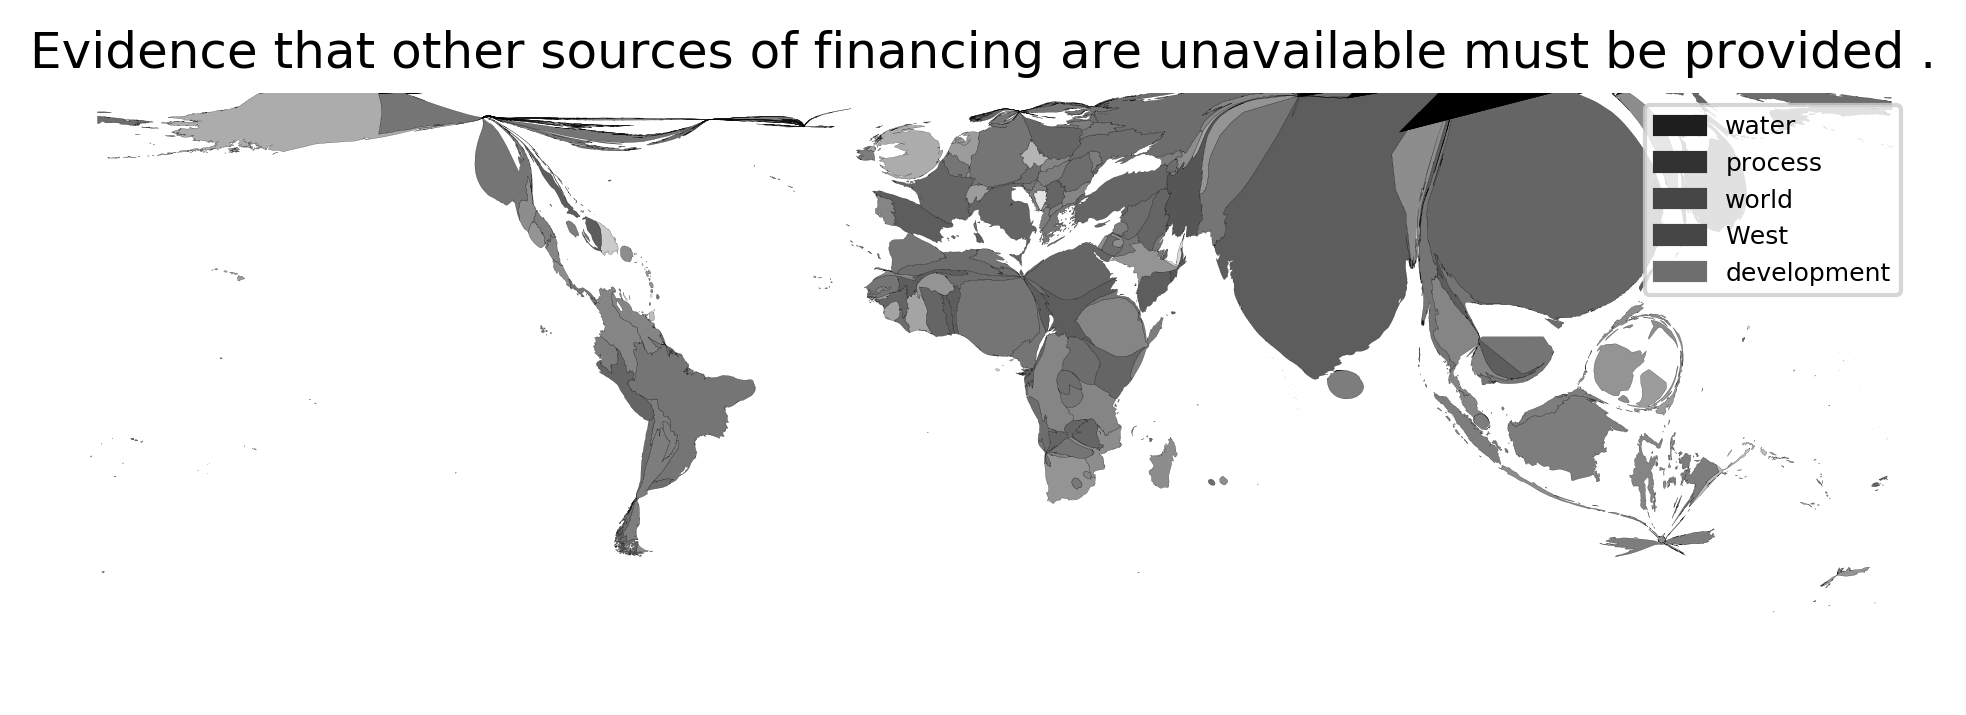 Evidence that other sources of financing are unavailable must be provided .
water
process
world
West
development